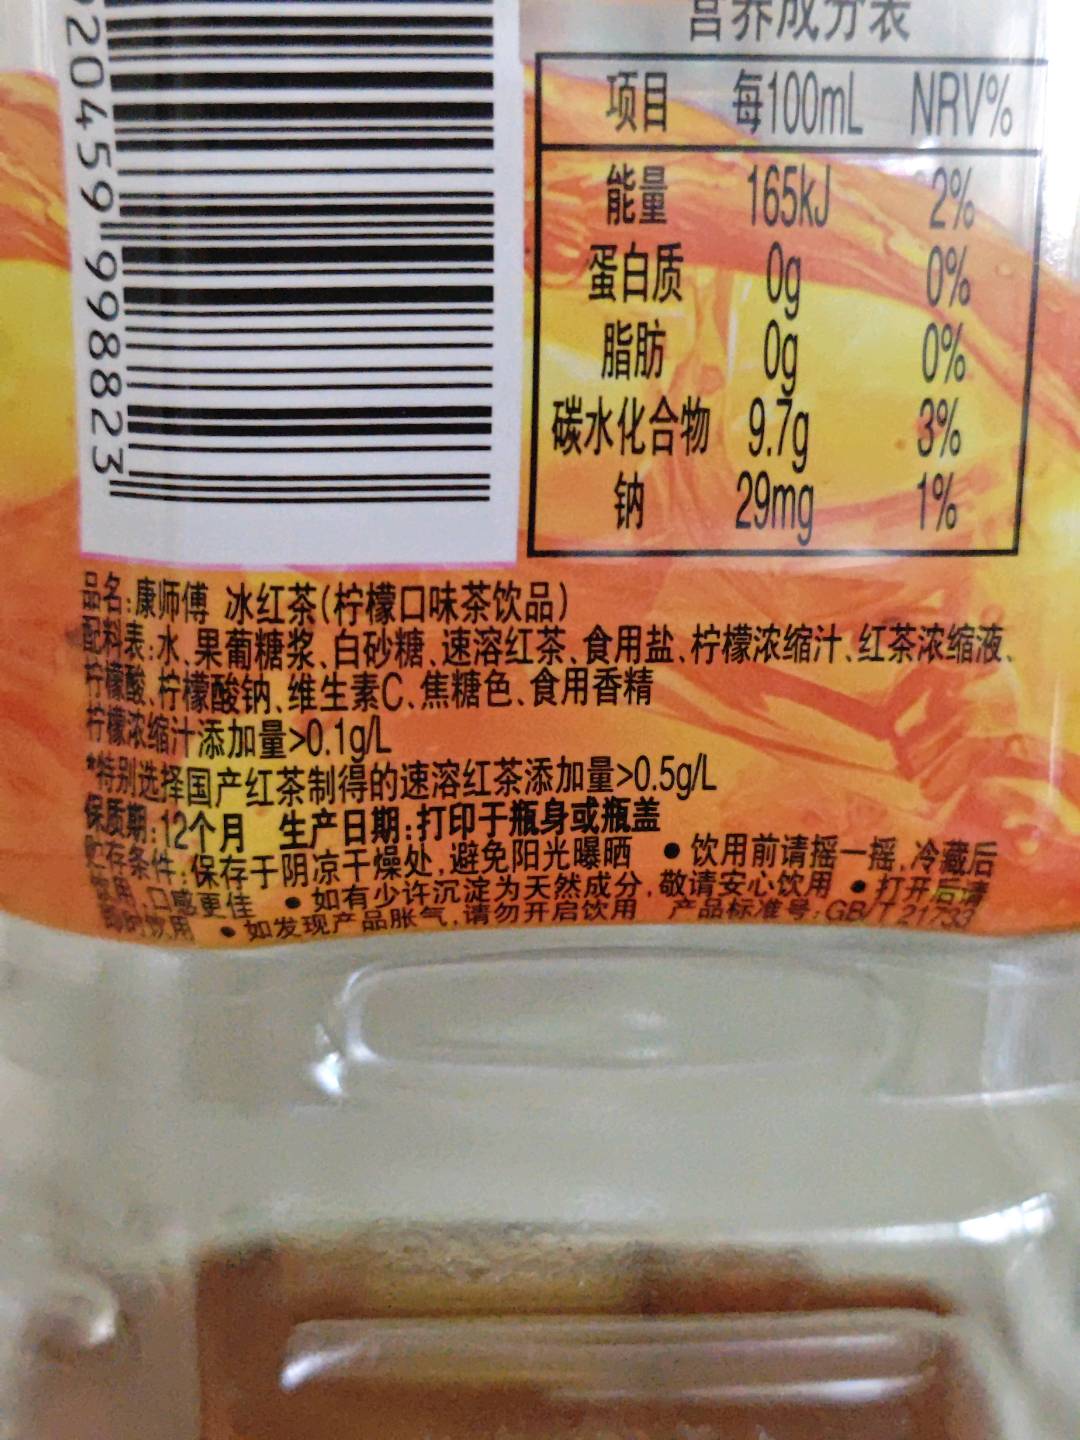 204591998823
营养成分表
项目 每100mL NRV%
能量 165kJ 2%
蛋白质 0g 0%
脂肪 0g 0%
碳水化合物 9.7g 3%
钠 29mg 1%
品名:康师傅 冰红茶(柠檬口味茶饮品)
配料表:水、果葡糖浆、白砂糖、速溶红茶、食用盐、柠檬浓缩汁、红茶浓缩液、
柠檬酸、柠檬酸钠、维生素C、焦糖色、食用香精
柠檬浓缩汁添加量>0.1g/L
*特别选择国产红茶制得的速溶红茶添加量>0.5g/L
保质期:12个月 生产日期:打印于瓶身或瓶盖
贮存条件:保存于阴凉干燥处,避免阳光曝晒 ●饮用前请摇一摇,冷藏后
饮用,口感更佳 ●如有少许沉淀为天然成分,敬请安心饮用 ●打开后请
即时饮用 ●如发现产品胀气,请勿开启饮用 产品标准号:GB/T 21733